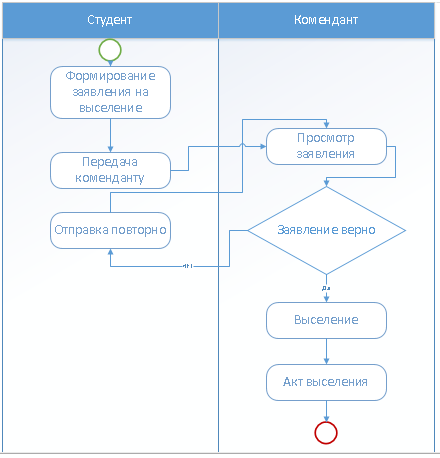 Студент
Комендант
Формирование
заявления на
выселение
Передача
коменданту
Просмотр
заявления
Отправка повторно
Заявление верно
нет
Да
Выселение
Акт выселения